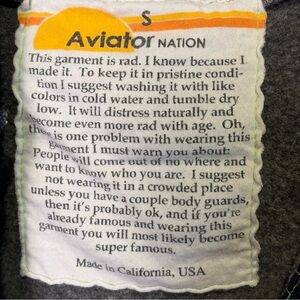 S
Aviator NATION
This garment is rad. I know because I
made it. To keep it in pristine condi-
tion I suggest washing it with like
colors in cold water and tumble dry
low. It will distress naturally and
become even more rad with age. Oh,
there is one problem with wearing this
garment I must warn you about:
People will come out of no where and
want to know who you are. I suggest
not wearing it in a crowded place
unless you have a couple body guards,
then it's probably ok, and if you're
already famous and wearing this
garment you will most likely become
super famous.
Made in California, USA